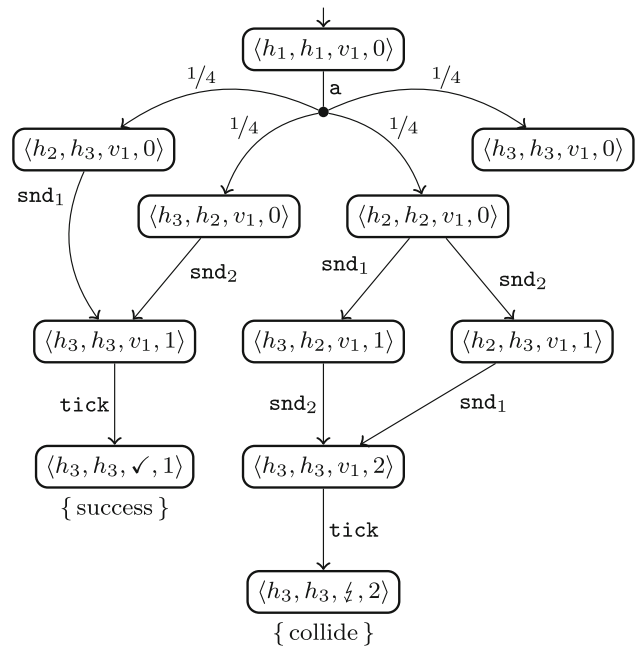 ⟨h₁, h₁, v₁, 0⟩
a
1/4 1/4
1/4 1/4
⟨h₂, h₃, v₁, 0⟩ ⟨h₃, h₃, v₁, 0⟩
snd₁
⟨h₃, h₂, v₁, 0⟩ ⟨h₂, h₂, v₁, 0⟩
snd₂ snd₁ snd₂
⟨h₃, h₃, v₁, 1⟩ ⟨h₃, h₂, v₁, 1⟩ ⟨h₂, h₃, v₁, 1⟩
tick snd₂ snd₁
⟨h₃, h₃, ✓, 1⟩ ⟨h₃, h₃, v₁, 2⟩
{ success }
tick
⟨h₃, h₃, ↯, 2⟩
{ collide }